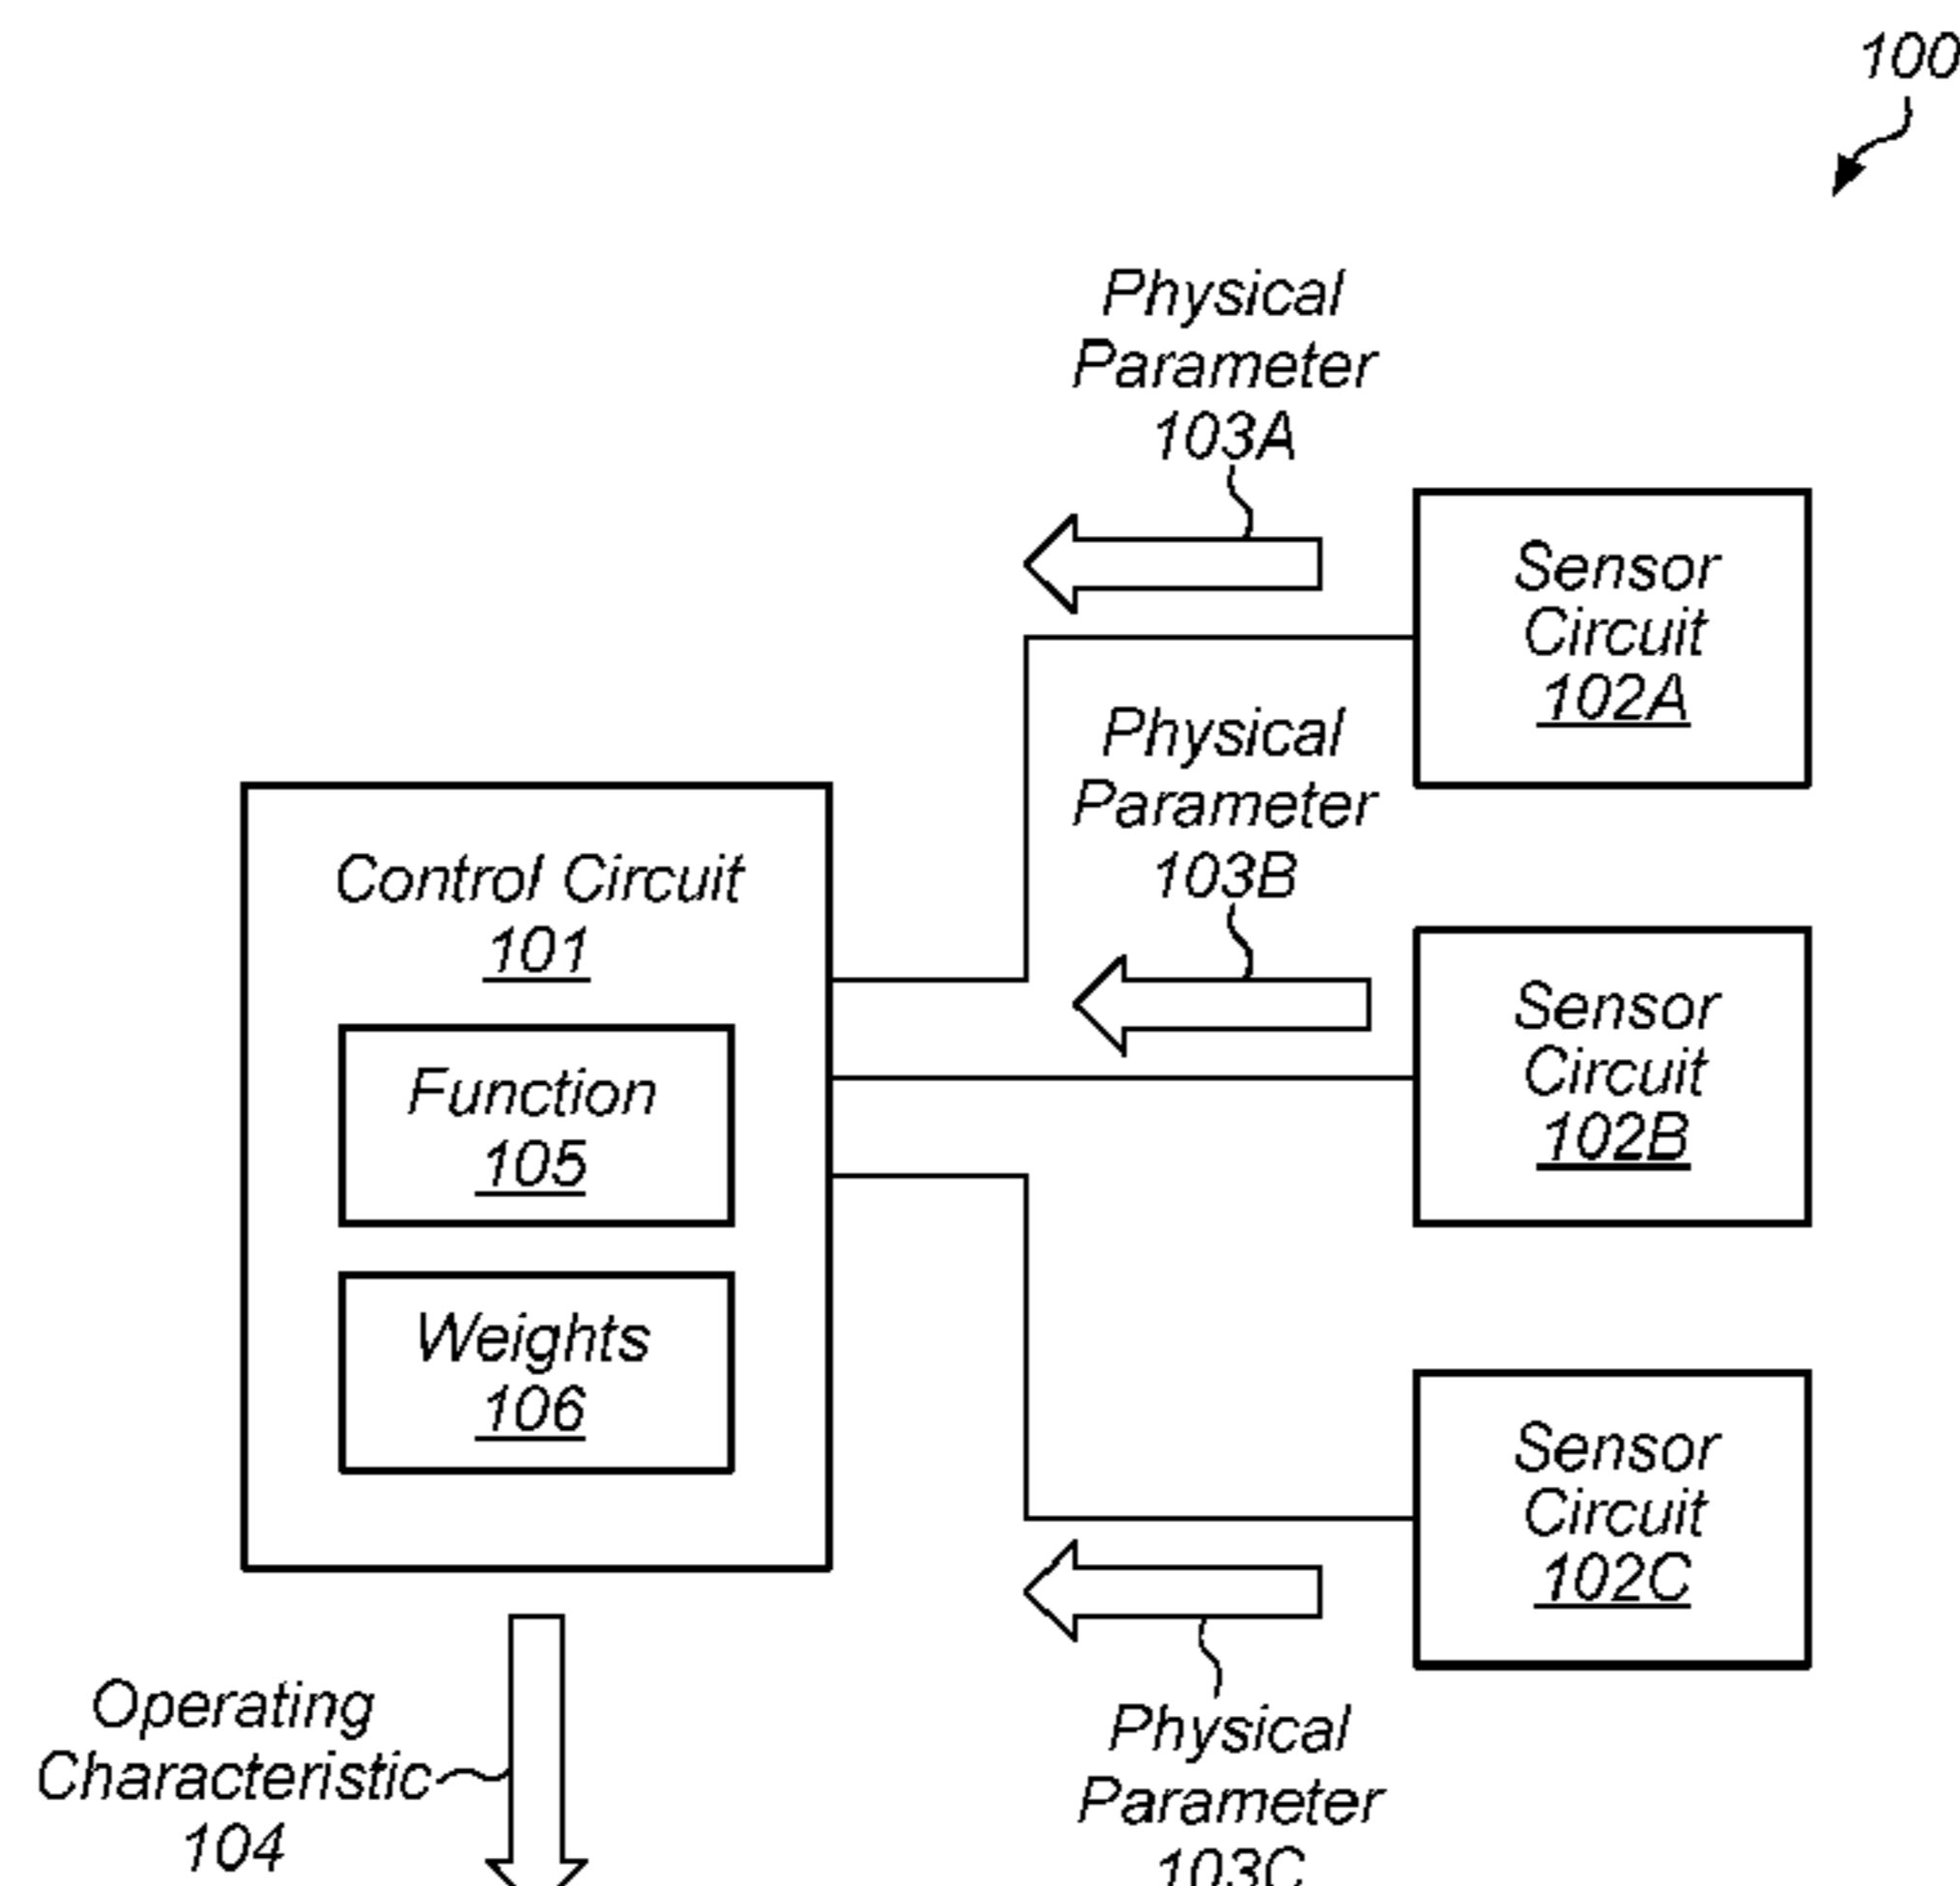 100
Physical
Parameter
103A
Sensor
Circuit
102A
Physical
Parameter
103B
Control Circuit
101
Sensor
Circuit
102B
Function
105
Weights
106
Sensor
Circuit
102C
Operating
Characteristic
104
Physical
Parameter
103C